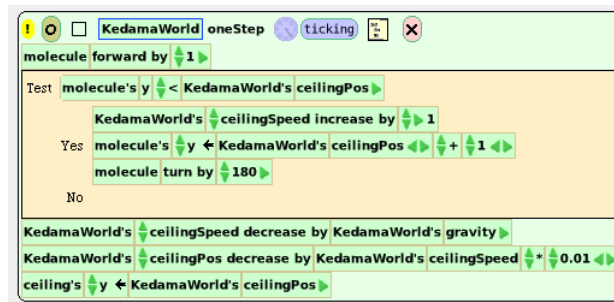 ! KedamaWorld oneStep ticking
molecule forward by 1
Test molecule's y < KedamaWorld's ceilingPos
KedamaWorld's ceilingSpeed increase by 1
Yes molecule's y ← KedamaWorld's ceilingPos + 1
molecule turn by 180
No
KedamaWorld's ceilingSpeed decrease by KedamaWorld's gravity
KedamaWorld's ceilingPos decrease by KedamaWorld's ceilingSpeed * 0.01
ceiling's y ← KedamaWorld's ceilingPos